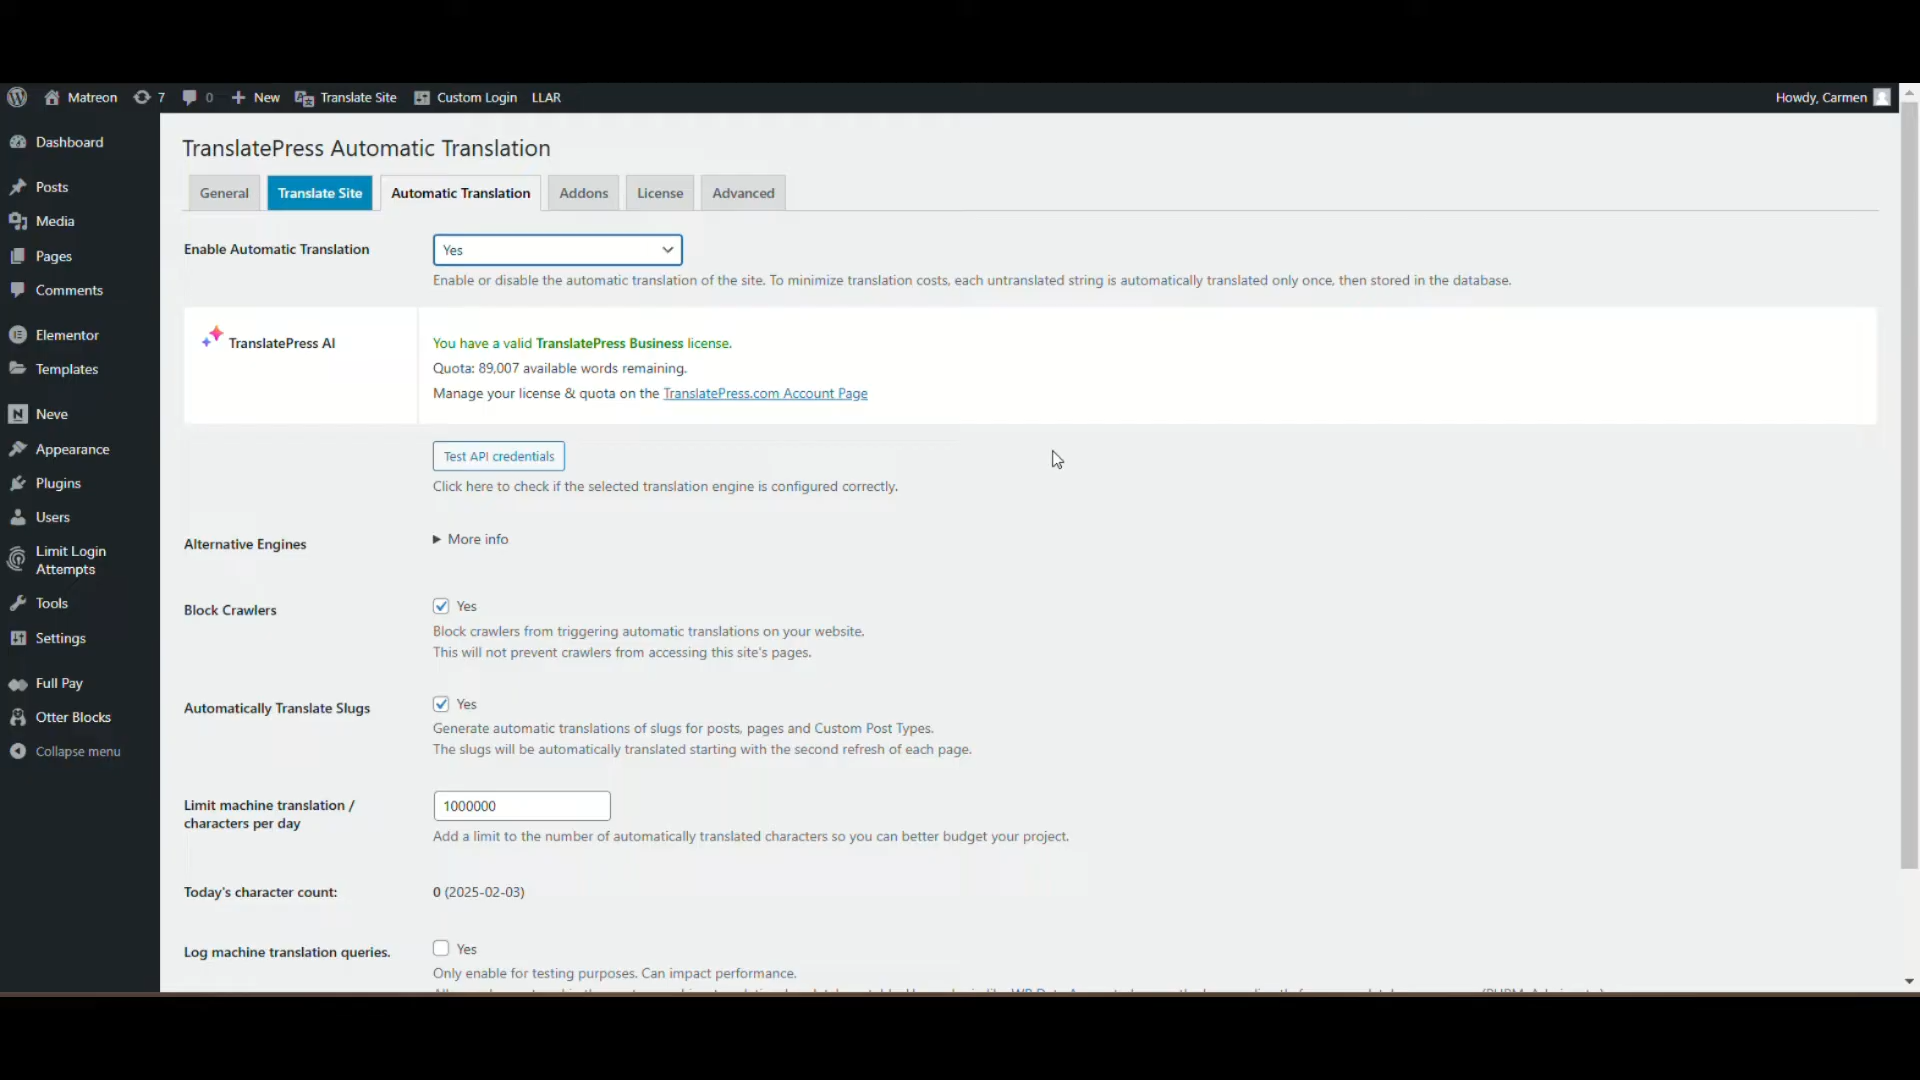 Matreon 7 0 New Translate Site Custom Login LLAR Howdy, Carmen
Dashboard
Posts
Media
Pages
Comments
Elementor
Templates
Neve
Appearance
Plugins
Users
Limit Login
Attempts
Tools
Settings
Full Pay
Otter Blocks
Collapse menu
TranslatePress Automatic Translation
General Translate Site Automatic Translation Addons License Advanced
Enable Automatic Translation Yes
Enable or disable the automatic translation of the site. To minimize translation costs, each untranslated string is automatically translated only once, then stored in the database.
TranslatePress AI You have a valid TranslatePress Business license.
Quota: 89,007 available words remaining.
Manage your license & quota on the TranslatePress.com Account Page
Test API credentials
Click here to check if the selected translation engine is configured correctly.
Alternative Engines More info
Block Crawlers Yes
Block crawlers from triggering automatic translations on your website.
This will not prevent crawlers from accessing this site's pages.
Automatically Translate Slugs Yes
Generate automatic translations of slugs for posts, pages and Custom Post Types.
The slugs will be automatically translated starting with the second refresh of each page.
Limit machine translation /
characters per day
1000000
Add a limit to the number of automatically translated characters so you can better budget your project.
Today's character count: 0 (2025-02-03)
Log machine translation queries. Yes
Only enable for testing purposes. Can impact performance.